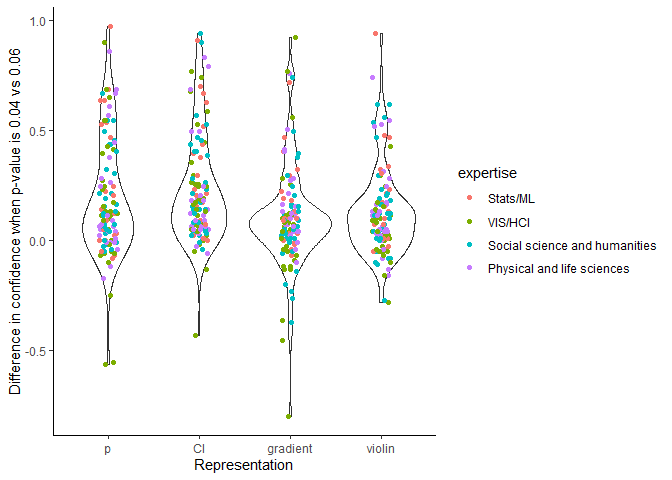 Difference in confidence when p-value is 0.04 vs 0.06
1.0
0.5
0.0
-0.5
p
CI
gradient
violin
Representation
expertise
Stats/ML
VIS/HCI
Social science and humanities
Physical and life sciences